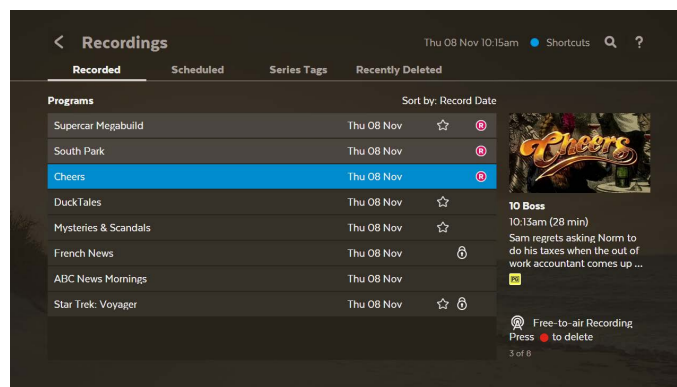 Recordings
Thu 08 Nov 10:15am Shortcuts ?
Recorded Scheduled Series Tags Recently Deleted
Programs Sort by: Record Date
Supercar Megabuild Thu 08 Nov R
South Park Thu 08 Nov R
Cheers Thu 08 Nov R
DuckTales Thu 08 Nov
Mysteries & Scandals Thu 08 Nov
French News Thu 08 Nov
ABC News Mornings Thu 08 Nov
Star Trek: Voyager Thu 08 Nov
Cheers
10 Boss
10:13am (28 min)
Sam regrets asking Norm to
do his taxes when the out of
work accountant comes up ...
PG
Free-to-air Recording
Press to delete
3 of 8